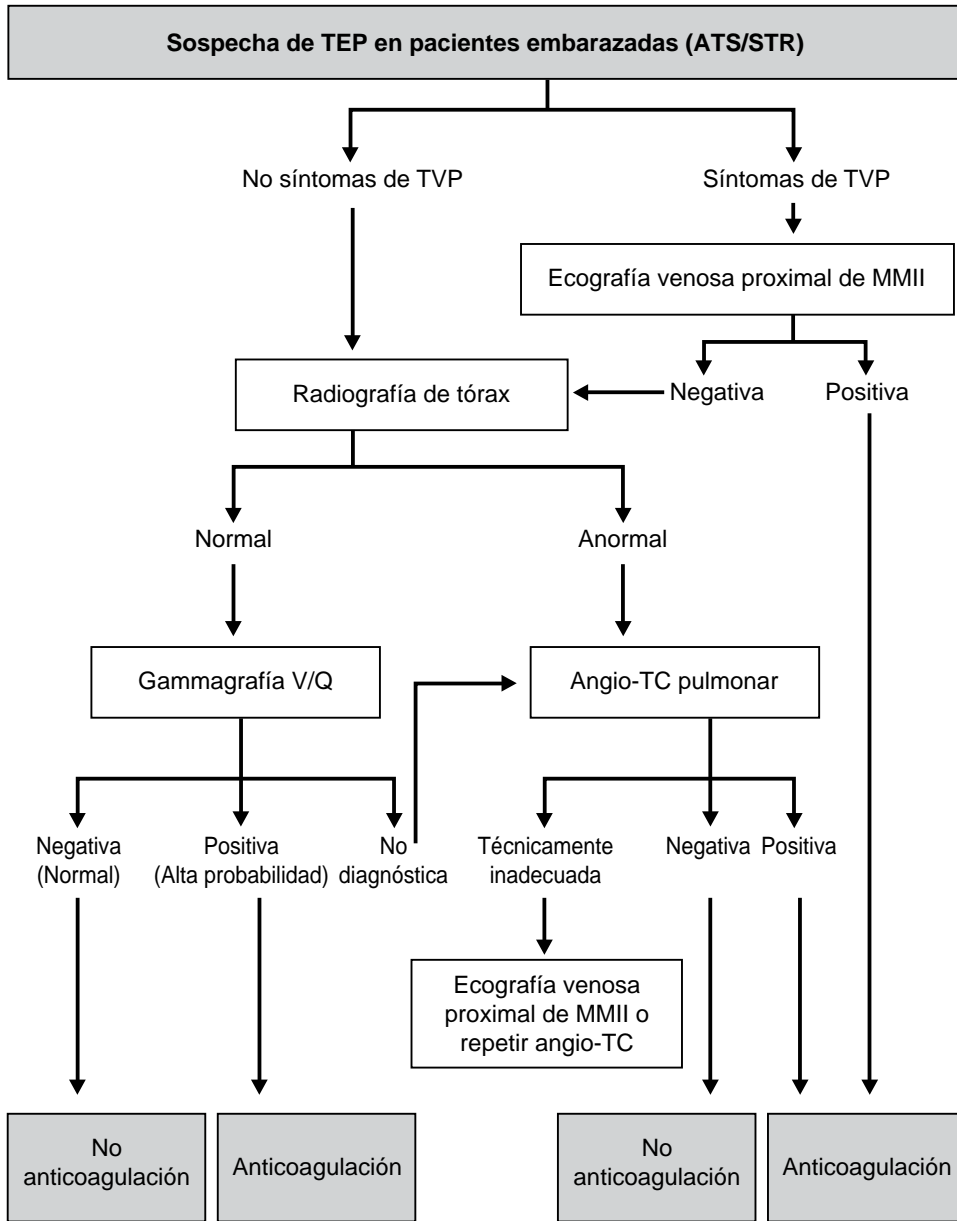 Sospecha de TEP en pacientes embarazadas (ATS/STR)
No síntomas de TVP
Síntomas de TVP
Ecografía venosa proximal de MMII
Radiografía de tórax
Negativa
Positiva
Normal
Anormal
Gammagrafía V/Q
Angio-TC pulmonar
Negativa
(Normal)
Positiva
(Alta probabilidad)
No
diagnóstica
Técnicamente
inadecuada
Negativa
Positiva
Ecografía venosa
proximal de MMII o
repetir angio-TC
No
anticoagulación
Anticoagulación
No
anticoagulación
Anticoagulación